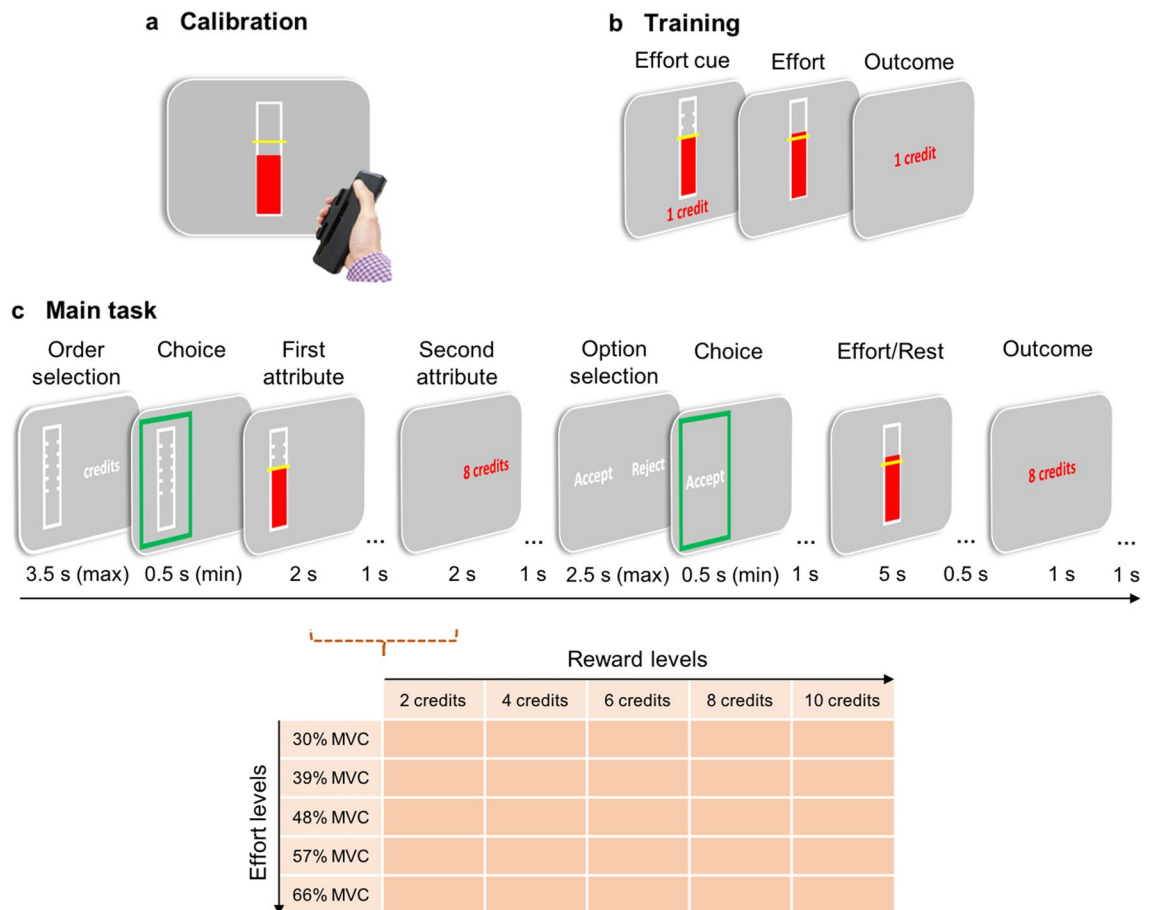 a Calibration
b Training
Effort cue
Effort
Outcome
1 credit
1 credit
c Main task
Order
selection
Choice
First
attribute
Second
attribute
Option
selection
Choice
Effort/Rest
Outcome
credits
8 credits
Accept
Reject
Accept
8 credits
... ... ... ... ...
3.5 s (max) 0.5 s (min) 2 s 1 s 2 s 1 s 2.5 s (max) 0.5 s (min) 1 s 5 s 0.5 s 1 s 1 s
Reward levels
2 credits 4 credits 6 credits 8 credits 10 credits
Effort levels
30% MVC
39% MVC
48% MVC
57% MVC
66% MVC